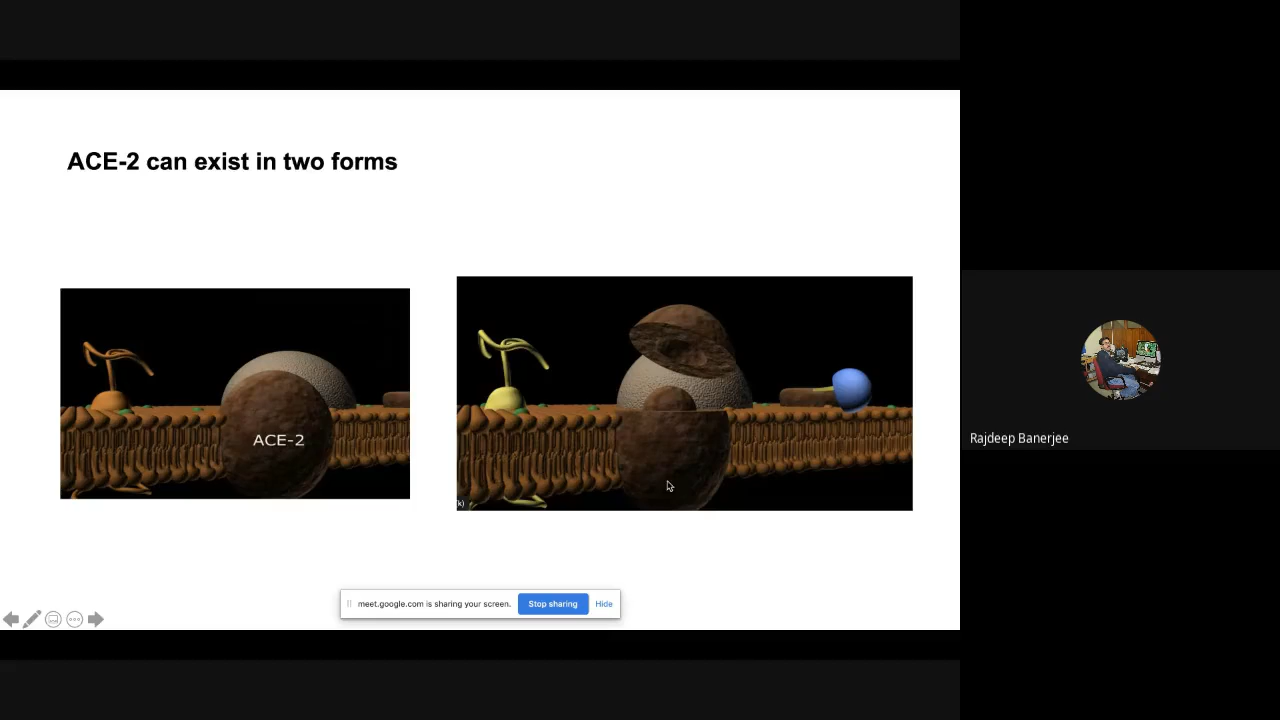 ACE-2 can exist in two forms
ACE-2
k)
meet.google.com is sharing your screen.
Stop sharing
Hide
Rajdeep Banerjee